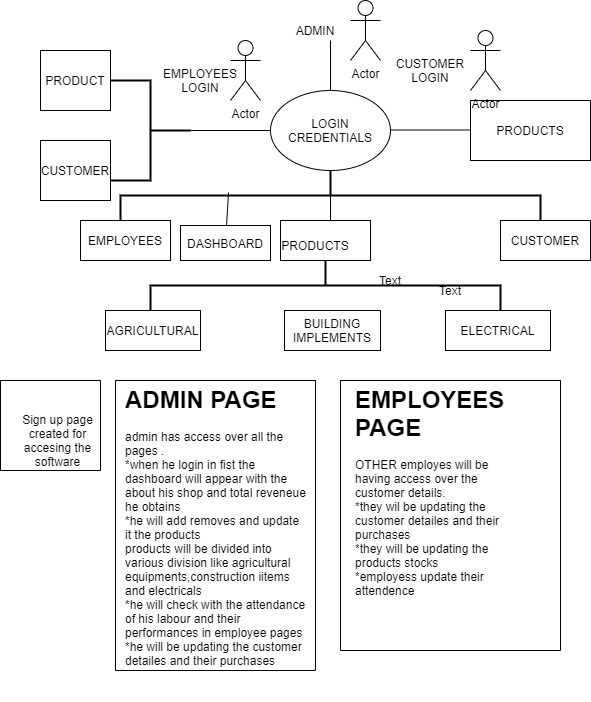 ADMIN
Actor
EMPLOYEES
LOGIN
Actor
CUSTOMER
LOGIN
Actor
PRODUCT
CUSTOMER
LOGIN
CREDENTIALS
PRODUCTS
EMPLOYEES
DASHBOARD
PRODUCTS
CUSTOMER
Text
Text
AGRICULTURAL
BUILDING
IMPLEMENTS
ELECTRICAL
Sign up page
created for
accesing the
software
ADMIN PAGE
admin has access over all the
pages .
*when he login in fist the
dashboard will appear with the
about his shop and total reveneue
he obtains
*he will add removes and update
it the products
products will be divided into
various division like agricultural
equipments,construction iitems
and electricals
*he will check with the attendance
of his labour and their
performances in employee pages
*he will be updating the customer
detailes and their purchases
EMPLOYEES
PAGE
OTHER employes will be
having access over the
customer details.
*they wil be updating the
customer detailes and their
purchases
*they will be updating the
products stocks
*employess update their
attendence